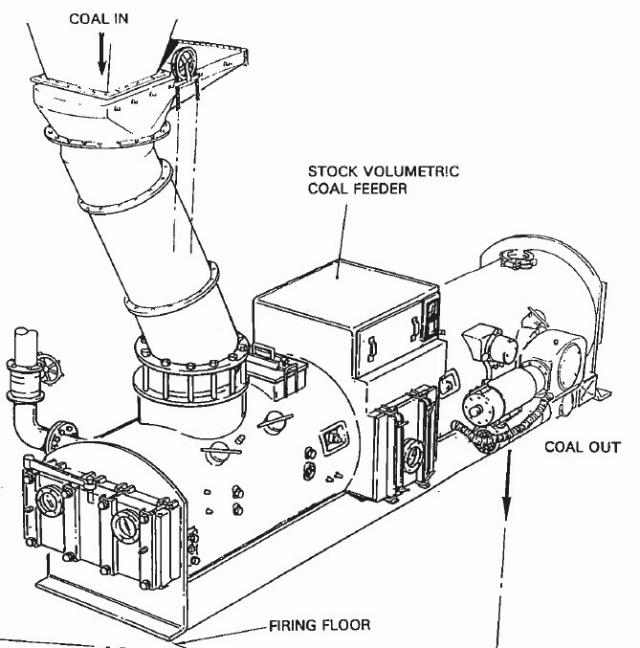 COAL IN
STOCK VOLUMETRIC
COAL FEEDER
COAL OUT
FIRING FLOOR